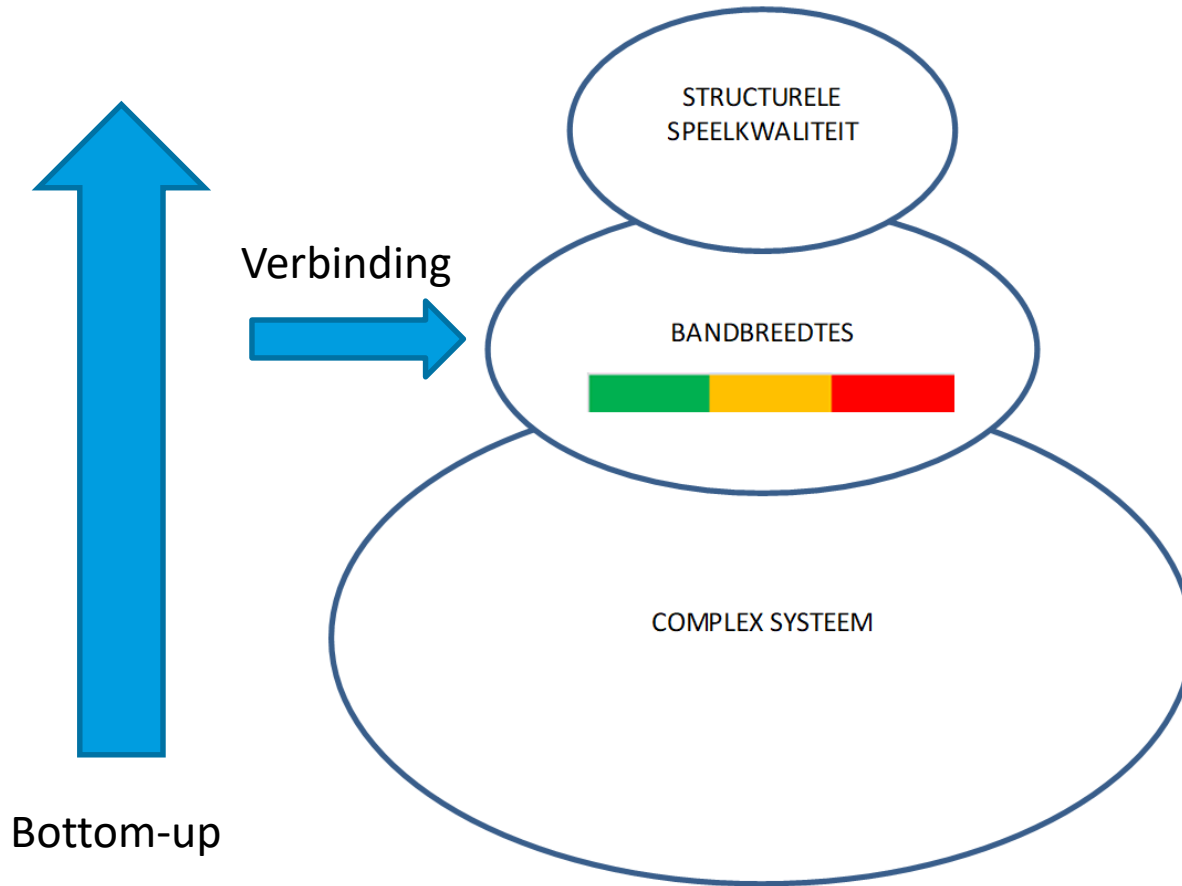 STRUCTURELE
SPEELKWALITEIT
Verbinding
BANDBREEDTES
COMPLEX SYSTEEM
Bottom-up